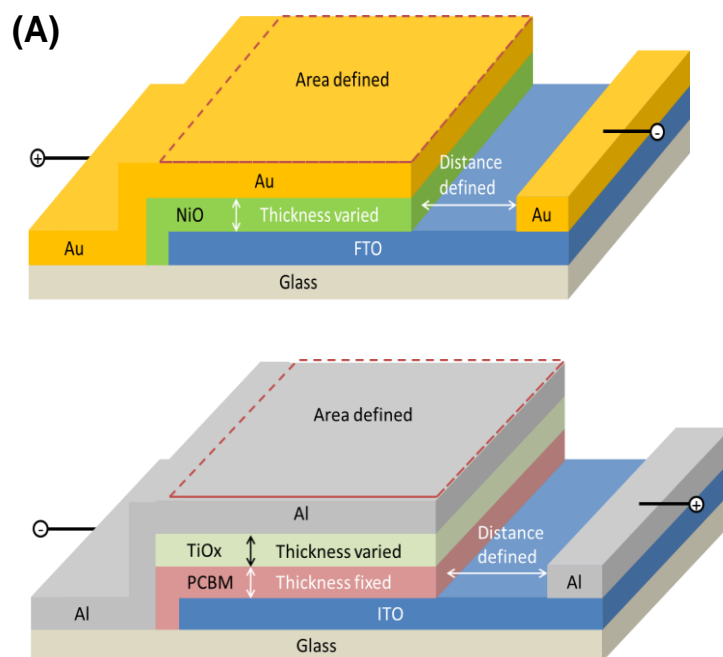 (A)
Area defined
+
-
Distance
defined
Au
NiO
Thickness varied
Au
Au
FTO
Glass
Area defined
-
+
Al
TiOx
Thickness varied
Distance
defined
PCBM
Thickness fixed
Al
Al
ITO
Glass